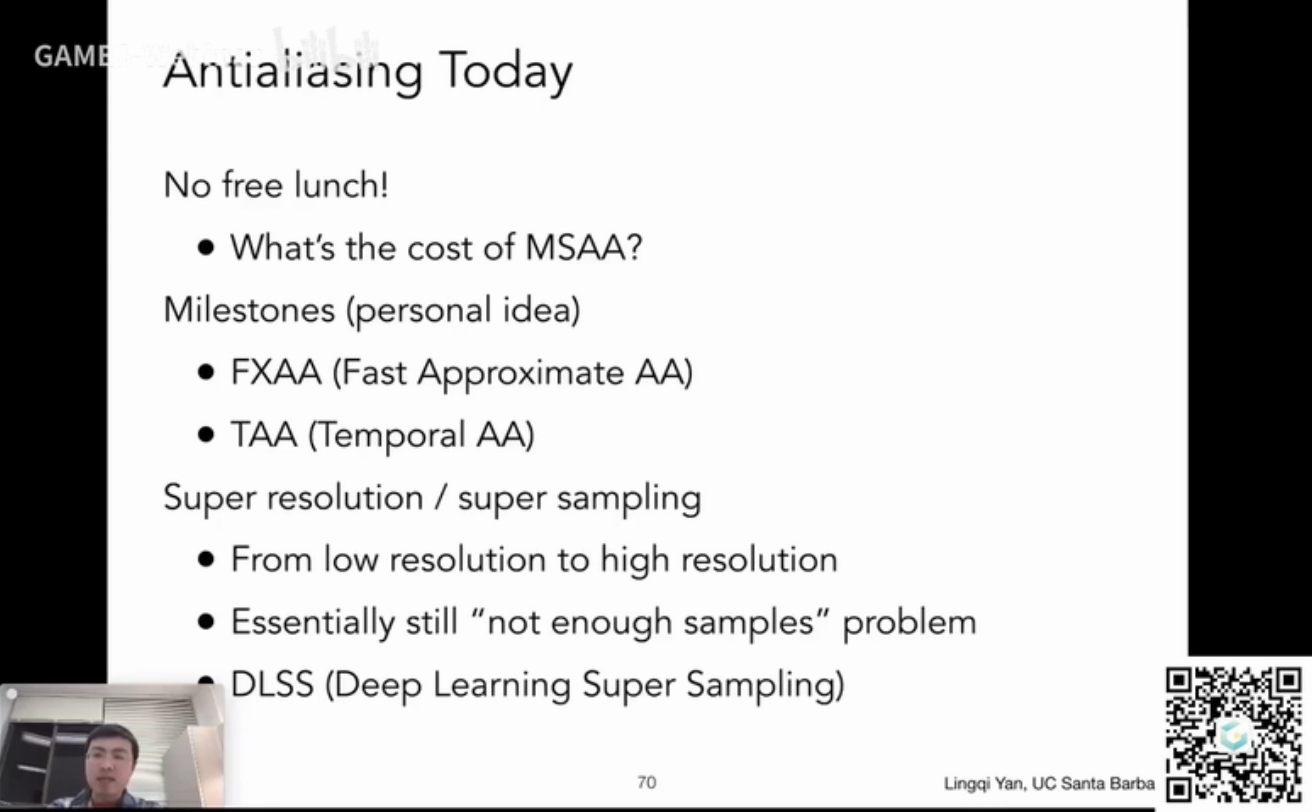 GAME
Antialiasing Today
No free lunch!
• What's the cost of MSAA?
Milestones (personal idea)
• FXAA (Fast Approximate AA)
• TAA (Temporal AA)
Super resolution / super sampling
• From low resolution to high resolution
• Essentially still “not enough samples” problem
• DLSS (Deep Learning Super Sampling)
70
Lingqi Yan, UC Santa Barba